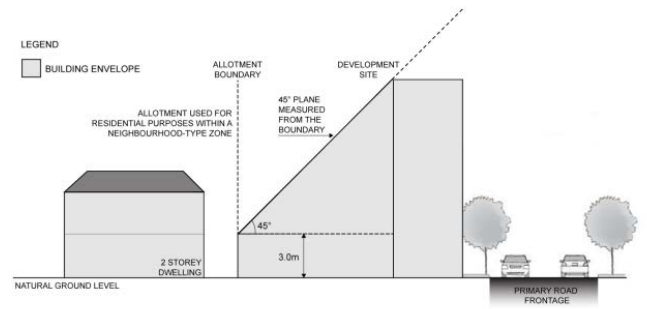 LEGEND
BUILDING ENVELOPE
ALLOTMENT
BOUNDARY
DEVELOPMENT
SITE
ALLOTMENT USED FOR
RESIDENTIAL PURPOSES WITHIN A
NEIGHBOURHOOD-TYPE ZONE
45° PLANE
MEASURED
FROM THE
BOUNDARY
45°
3.0m
2 STOREY
DWELLING
NATURAL GROUND LEVEL
PRIMARY ROAD
FRONTAGE